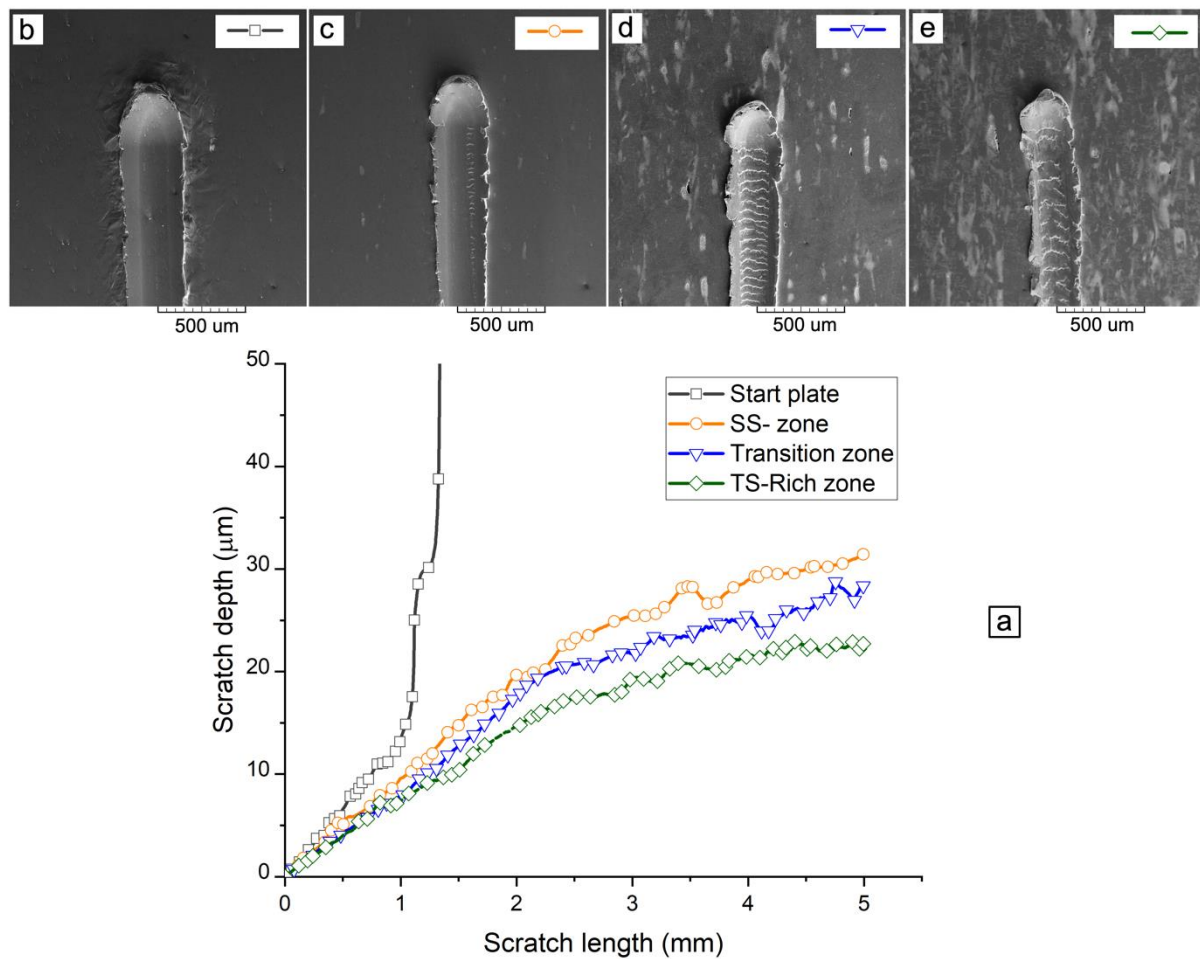 b
c
d
e
500 um
500 um
500 um
500 um
50
40
30
20
10
0
Scratch depth (μm)
Start plate
SS- zone
Transition zone
TS-Rich zone
a
0 1 2 3 4 5
Scratch length (mm)